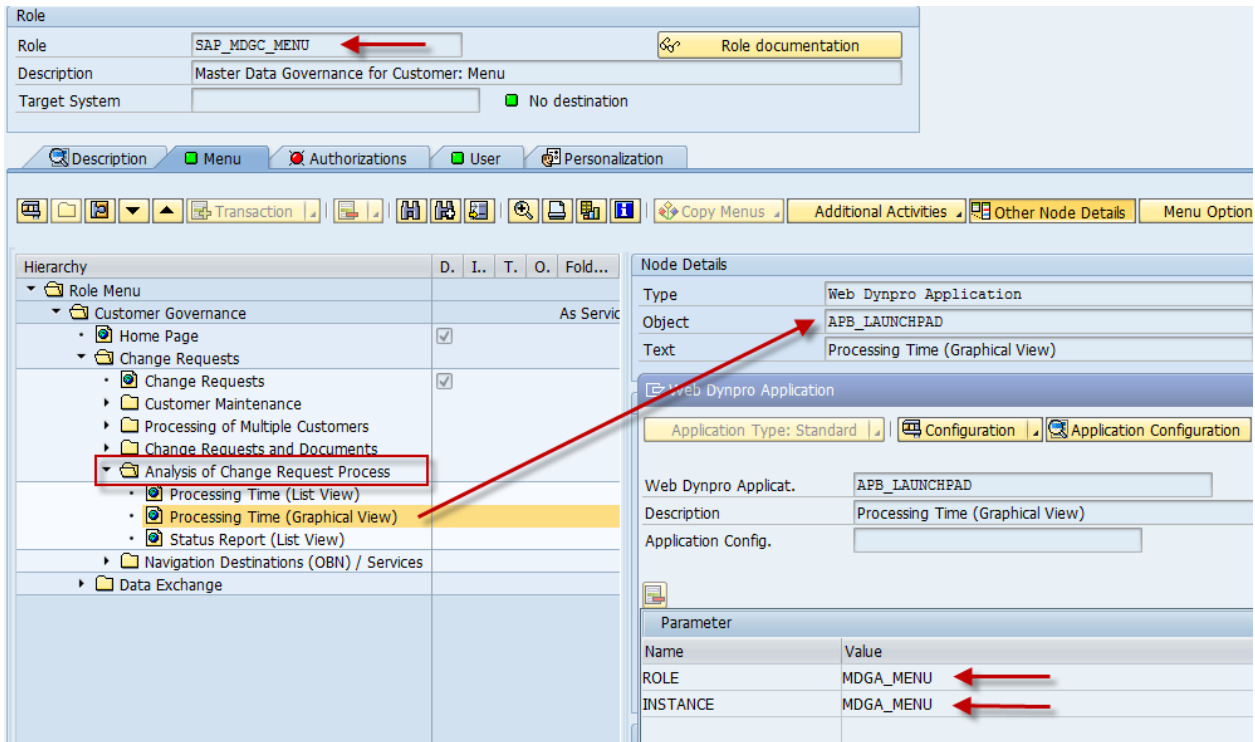 Role
Role SAP_MDGC_MENU Role documentation
Description Master Data Governance for Customer: Menu
Target System No destination
Description Menu Authorizations User Personalization
Transaction Copy Menus Additional Activities Other Node Details Menu Option
Hierarchy D. I.. T. O. Fold...
Role Menu
Customer Governance As Servic
Home Page
Change Requests
Change Requests
Customer Maintenance
Processing of Multiple Customers
Change Requests and Documents
Analysis of Change Request Process
Processing Time (List View)
Processing Time (Graphical View)
Status Report (List View)
Navigation Destinations (OBN) / Services
Data Exchange
Node Details
Type Web Dynpro Application
Object APB_LAUNCHPAD
Text Processing Time (Graphical View)
Web Dynpro Application
Application Type: Standard Configuration Application Configuration
Web Dynpro Applicat. APB_LAUNCHPAD
Description Processing Time (Graphical View)
Application Config.
Parameter
Name Value
ROLE MDGA_MENU
INSTANCE MDGA_MENU